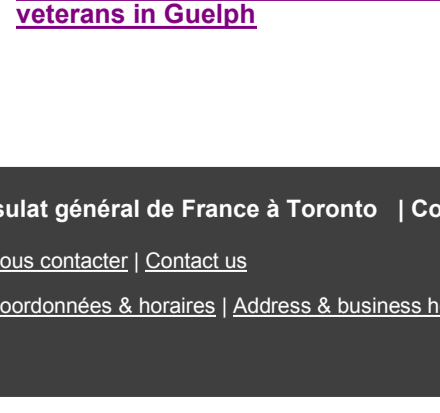 veterans in Guelph
sulat général de France à Toronto | Co
ous contacter | Contact us
oordonnées & horaires | Address & business h